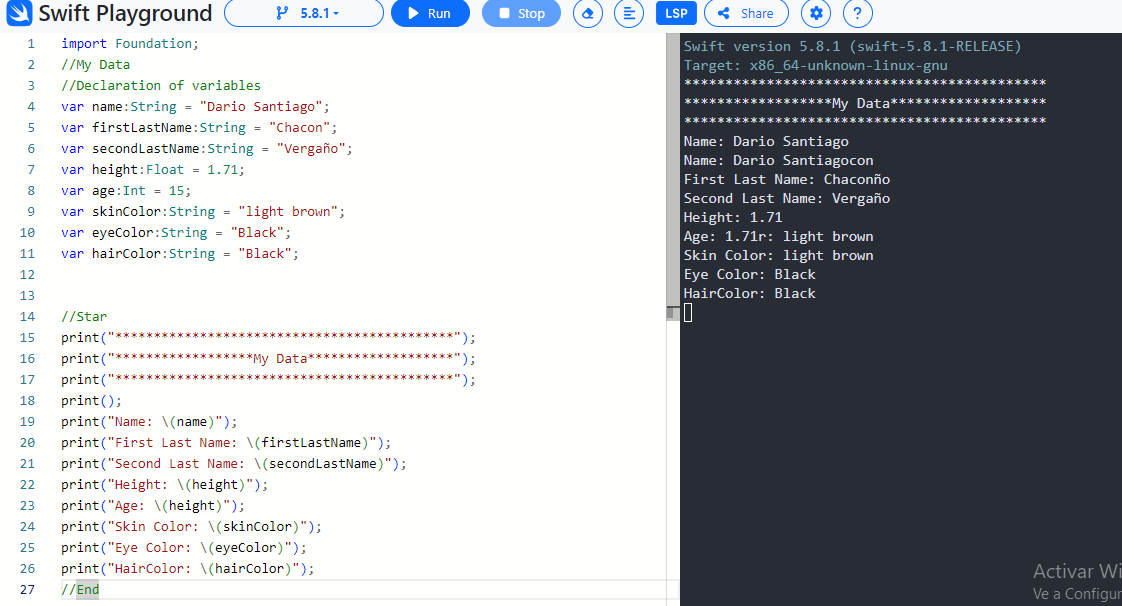 Swift Playground 5.8.1 Run Stop LSP Share ?
1 import Foundation;
2 //My Data
3 //Declaration of variables
4 var name:String = "Dario Santiago";
5 var firstLastName:String = "Chacon";
6 var secondLastName:String = "Vergaño";
7 var height:Float = 1.71;
8 var age:Int = 15;
9 var skinColor:String = "light brown";
10 var eyeColor:String = "Black";
11 var hairColor:String = "Black";
12
13
14 //Star
15 print("********************************************");
16 print("******************My Data*******************");
17 print("********************************************");
18 print();
19 print("Name: \(name)");
20 print("First Last Name: \(firstLastName)");
21 print("Second Last Name: \(secondLastName)");
22 print("Height: \(height)");
23 print("Age: \(height)");
24 print("Skin Color: \(skinColor)");
25 print("Eye Color: \(eyeColor)");
26 print("HairColor: \(hairColor)");
27 //End
Swift version 5.8.1 (swift-5.8.1-RELEASE)
Target: x86_64-unknown-linux-gnu
********************************************
******************My Data*******************
********************************************
Name: Dario Santiago
Name: Dario Santiagocon
First Last Name: Chaconño
Second Last Name: Vergaño
Height: 1.71
Age: 1.71r: light brown
Skin Color: light brown
Eye Color: Black
HairColor: Black
Activar Wi
Ve a Configur